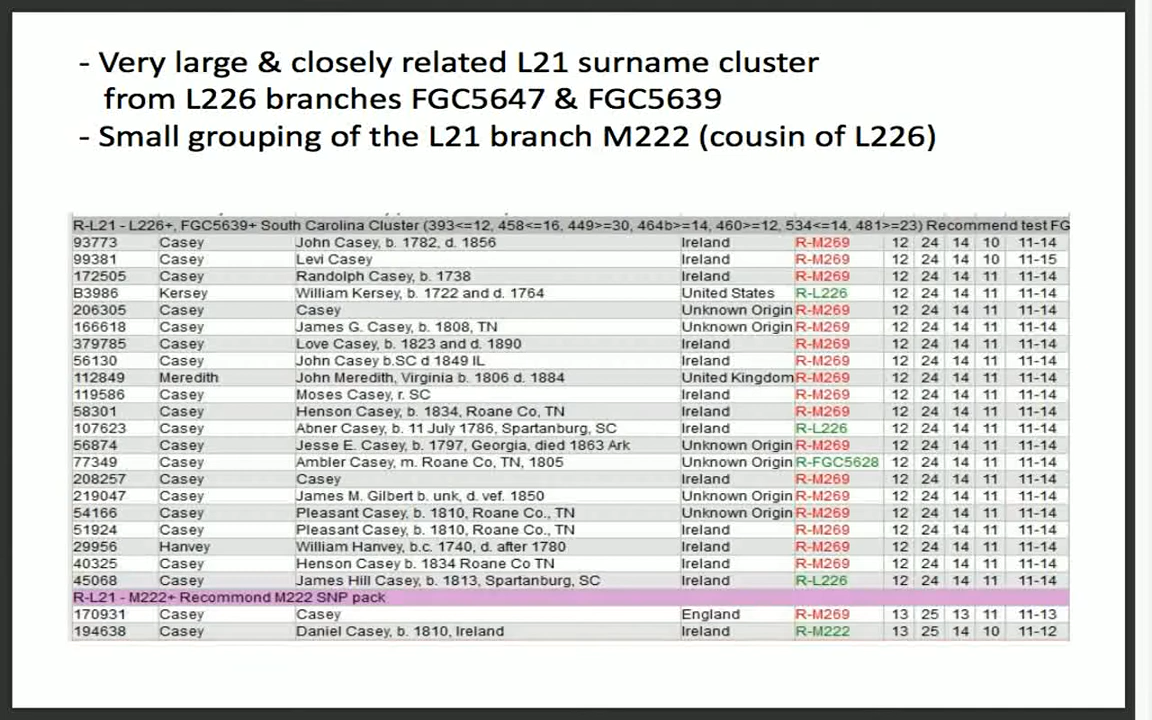 - Very large & closely related L21 surname cluster
from L226 branches FGC5647 & FGC5639
- Small grouping of the L21 branch M222 (cousin of L226)
R-L21 - L226+, FGC5639+ South Carolina Cluster (393<=12, 458<=16, 449>=30, 464b>=14, 460>=12, 534<=14, 481>=23) Recommend test FG
93773 Casey John Casey, b. 1782, d. 1856 Ireland R-M269 12 24 14 10 11-14
99381 Casey Levi Casey Ireland R-M269 12 24 14 10 11-15
172505 Casey Randolph Casey, b. 1738 Ireland R-M269 12 24 14 11 11-14
B3986 Kersey William Kersey, b. 1722 and d. 1764 United States R-L226 12 24 14 11 11-14
206305 Casey Casey Unknown Origin R-M269 12 24 14 11 11-14
166618 Casey James G. Casey, b. 1808, TN Unknown Origin R-M269 12 24 14 11 11-14
379785 Casey Love Casey, b. 1823 and d. 1890 Ireland R-M269 12 24 14 11 11-14
56130 Casey John Casey b.SC d 1849 IL Ireland R-M269 12 24 14 11 11-14
112849 Meredith John Meredith, Virginia b. 1806 d. 1884 United Kingdom R-M269 12 24 14 11 11-14
119586 Casey Moses Casey, r. SC Ireland R-M269 12 24 14 11 11-14
58301 Casey Henson Casey, b. 1834, Roane Co, TN Ireland R-M269 12 24 14 11 11-14
107623 Casey Abner Casey, b. 11 July 1786, Spartanburg, SC Ireland R-L226 12 24 14 11 11-14
56874 Casey Jesse E. Casey, b. 1797, Georgia, died 1863 Ark Unknown Origin R-M269 12 24 14 11 11-14
77349 Casey Ambler Casey, m. Roane Co, TN, 1805 Unknown Origin R-FGC5628 12 24 14 11 11-14
208257 Casey Casey Ireland R-M269 12 24 14 11 11-14
219047 Casey James M. Gilbert b. unk, d. vef. 1850 Unknown Origin R-M269 12 24 14 11 11-14
54166 Casey Pleasant Casey, b. 1810, Roane Co., TN Unknown Origin R-M269 12 24 14 11 11-14
51924 Casey Pleasant Casey, b. 1810, Roane Co., TN Ireland R-M269 12 24 14 11 11-14
29956 Hanvey William Hanvey, b.c. 1740, d. after 1780 Ireland R-M269 12 24 14 11 11-14
40325 Casey Henson Casey b. 1834 Roane Co TN Ireland R-M269 12 24 14 11 11-14
45068 Casey James Hill Casey, b. 1813, Spartanburg, SC Ireland R-L226 12 24 14 11 11-14
R-L21 - M222+ Recommond M222 SNP pack
170931 Casey Casey England R-M269 13 25 13 11 11-13
194638 Casey Daniel Casey, b. 1810, Ireland Ireland R-M222 13 25 14 10 11-12